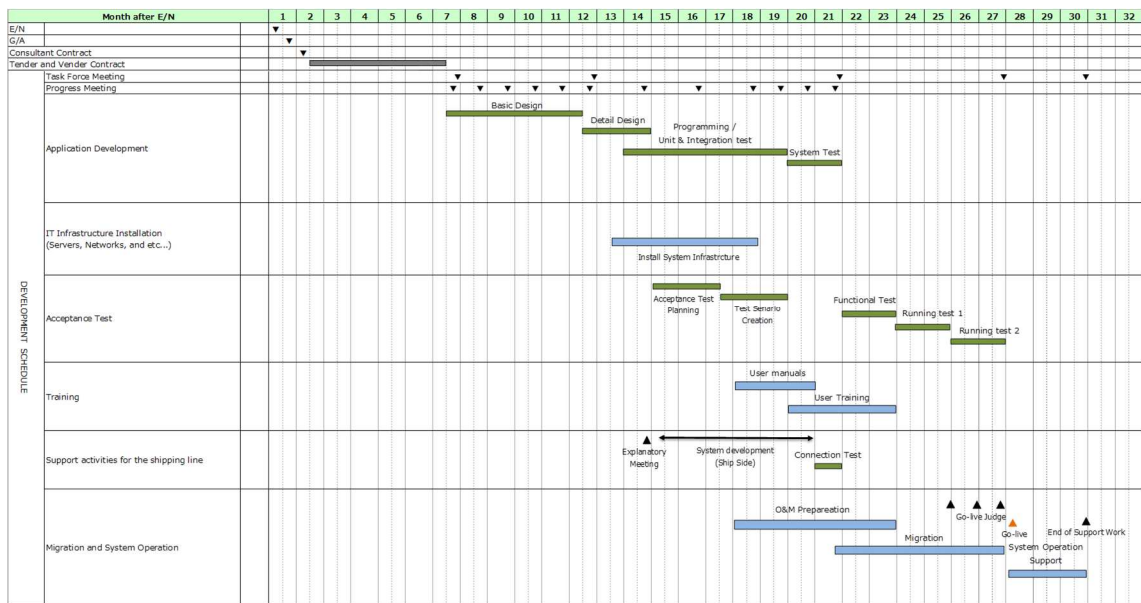 Month after E/N 1 2 3 4 5 6 7 8 9 10 11 12 13 14 15 16 17 18 19 20 21 22 23 24 25 26 27 28 29 30 31 32
E/N
G/A
Consultant Contract
Tender and Vender Contract
DEVELOPMENT SCHEDULE
Task Force Meeting
Progress Meeting
Application Development
Basic Design
Detail Design
Programming /
Unit & Integration test
System Test
IT Infrastructure Installation
(Servers, Networks, and etc...)
Install System Infrastrcture
Acceptance Test
Acceptance Test
Planning
Test Senario
Creation
Functional Test
Running test 1
Running test 2
Training
User manuals
User Training
Support activities for the shipping line
Explanatory
Meeting
System development
(Ship Side)
Connection Test
Migration and System Operation
O&M Prepareation
Migration
Go-live Judge
Go-live
End of Support Work
System Operation
Support